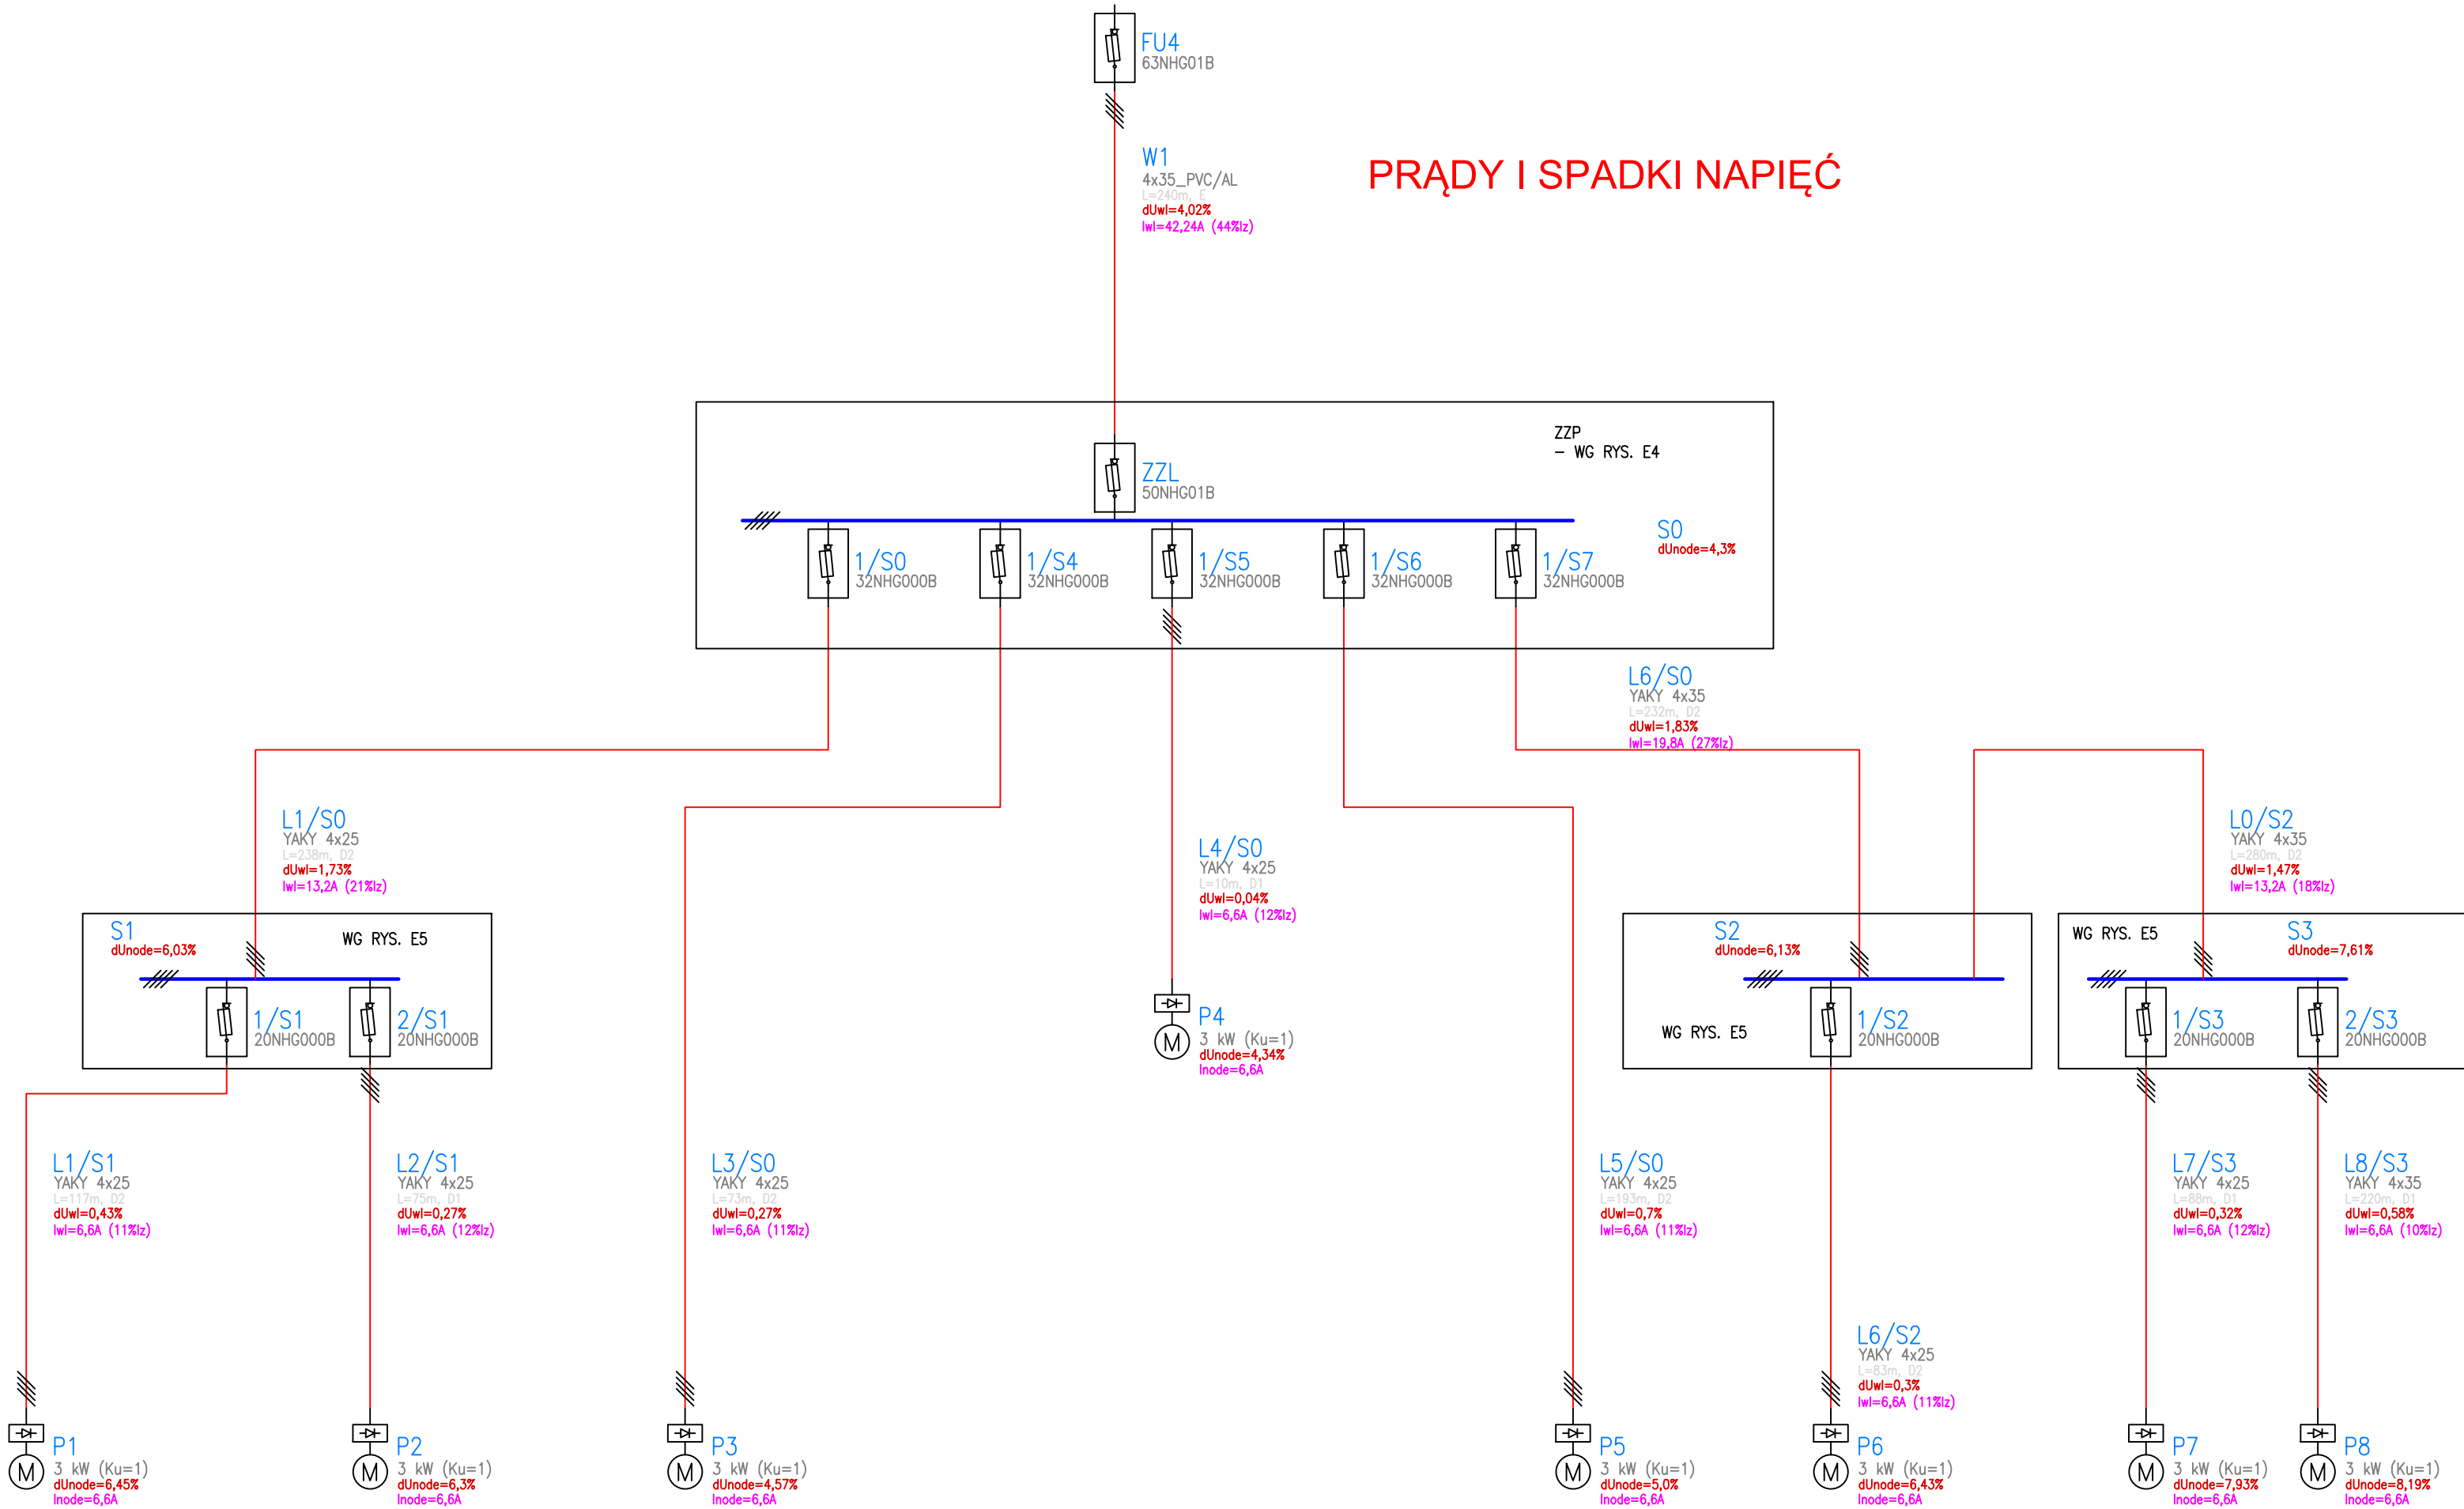 FU4
63NHG01B
W1
4x35_PVC/AL
L=240m, E
dUwl=4,02%
Iwl=42,24A (44%Iz)
PRĄDY I SPADKI NAPIĘĆ
ZZP
– WG RYS. E4
ZZL
50NHG01B
S0
dUnode=4,3%
1/S0
32NHG000B
1/S4
32NHG000B
1/S5
32NHG000B
1/S6
32NHG000B
1/S7
32NHG000B
L6/S0
YAKY 4x35
L=232m, D2
dUwl=1,83%
Iwl=19,8A (27%Iz)
L1/S0
YAKY 4x25
L=238m, D2
dUwl=1,73%
Iwl=13,2A (21%Iz)
L4/S0
YAKY 4x25
L=10m, D1
dUwl=0,04%
Iwl=6,6A (12%Iz)
L0/S2
YAKY 4x35
L=280m, D2
dUwl=1,47%
Iwl=13,2A (18%Iz)
S1
dUnode=6,03%
WG RYS. E5
1/S1
20NHG000B
2/S1
20NHG000B
P4
3 kW (Ku=1)
dUnode=4,34%
Inode=6,6A
S2
dUnode=6,13%
WG RYS. E5
1/S2
20NHG000B
WG RYS. E5
S3
dUnode=7,61%
1/S3
20NHG000B
2/S3
20NHG000B
L1/S1
YAKY 4x25
L=117m, D2
dUwl=0,43%
Iwl=6,6A (11%Iz)
L2/S1
YAKY 4x25
L=75m, D1
dUwl=0,27%
Iwl=6,6A (12%Iz)
L3/S0
YAKY 4x25
L=73m, D2
dUwl=0,27%
Iwl=6,6A (11%Iz)
L5/S0
YAKY 4x25
L=193m, D2
dUwl=0,7%
Iwl=6,6A (11%Iz)
L7/S3
YAKY 4x25
L=88m, D1
dUwl=0,32%
Iwl=6,6A (12%Iz)
L8/S3
YAKY 4x35
L=220m, D1
dUwl=0,58%
Iwl=6,6A (10%Iz)
L6/S2
YAKY 4x25
L=83m, D2
dUwl=0,3%
Iwl=6,6A (11%Iz)
M
P1
3 kW (Ku=1)
dUnode=6,45%
Inode=6,6A
M
P2
3 kW (Ku=1)
dUnode=6,3%
Inode=6,6A
M
P3
3 kW (Ku=1)
dUnode=4,57%
Inode=6,6A
M
M
P5
3 kW (Ku=1)
dUnode=5,0%
Inode=6,6A
M
P6
3 kW (Ku=1)
dUnode=6,43%
Inode=6,6A
M
P7
3 kW (Ku=1)
dUnode=7,93%
Inode=6,6A
M
P8
3 kW (Ku=1)
dUnode=8,19%
Inode=6,6A